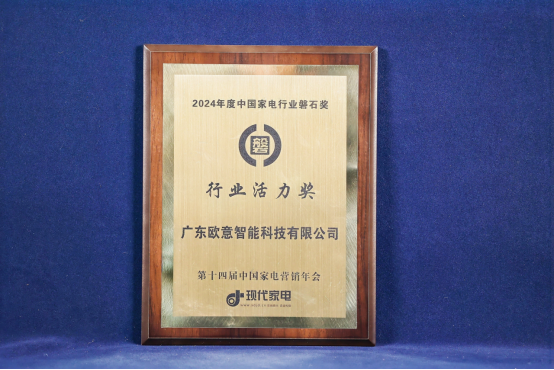 2024年度中国家电行业磐石奖
磐
行业活力奖
广东欧意智能科技有限公司
第十四届中国家电营销年会
现代家电